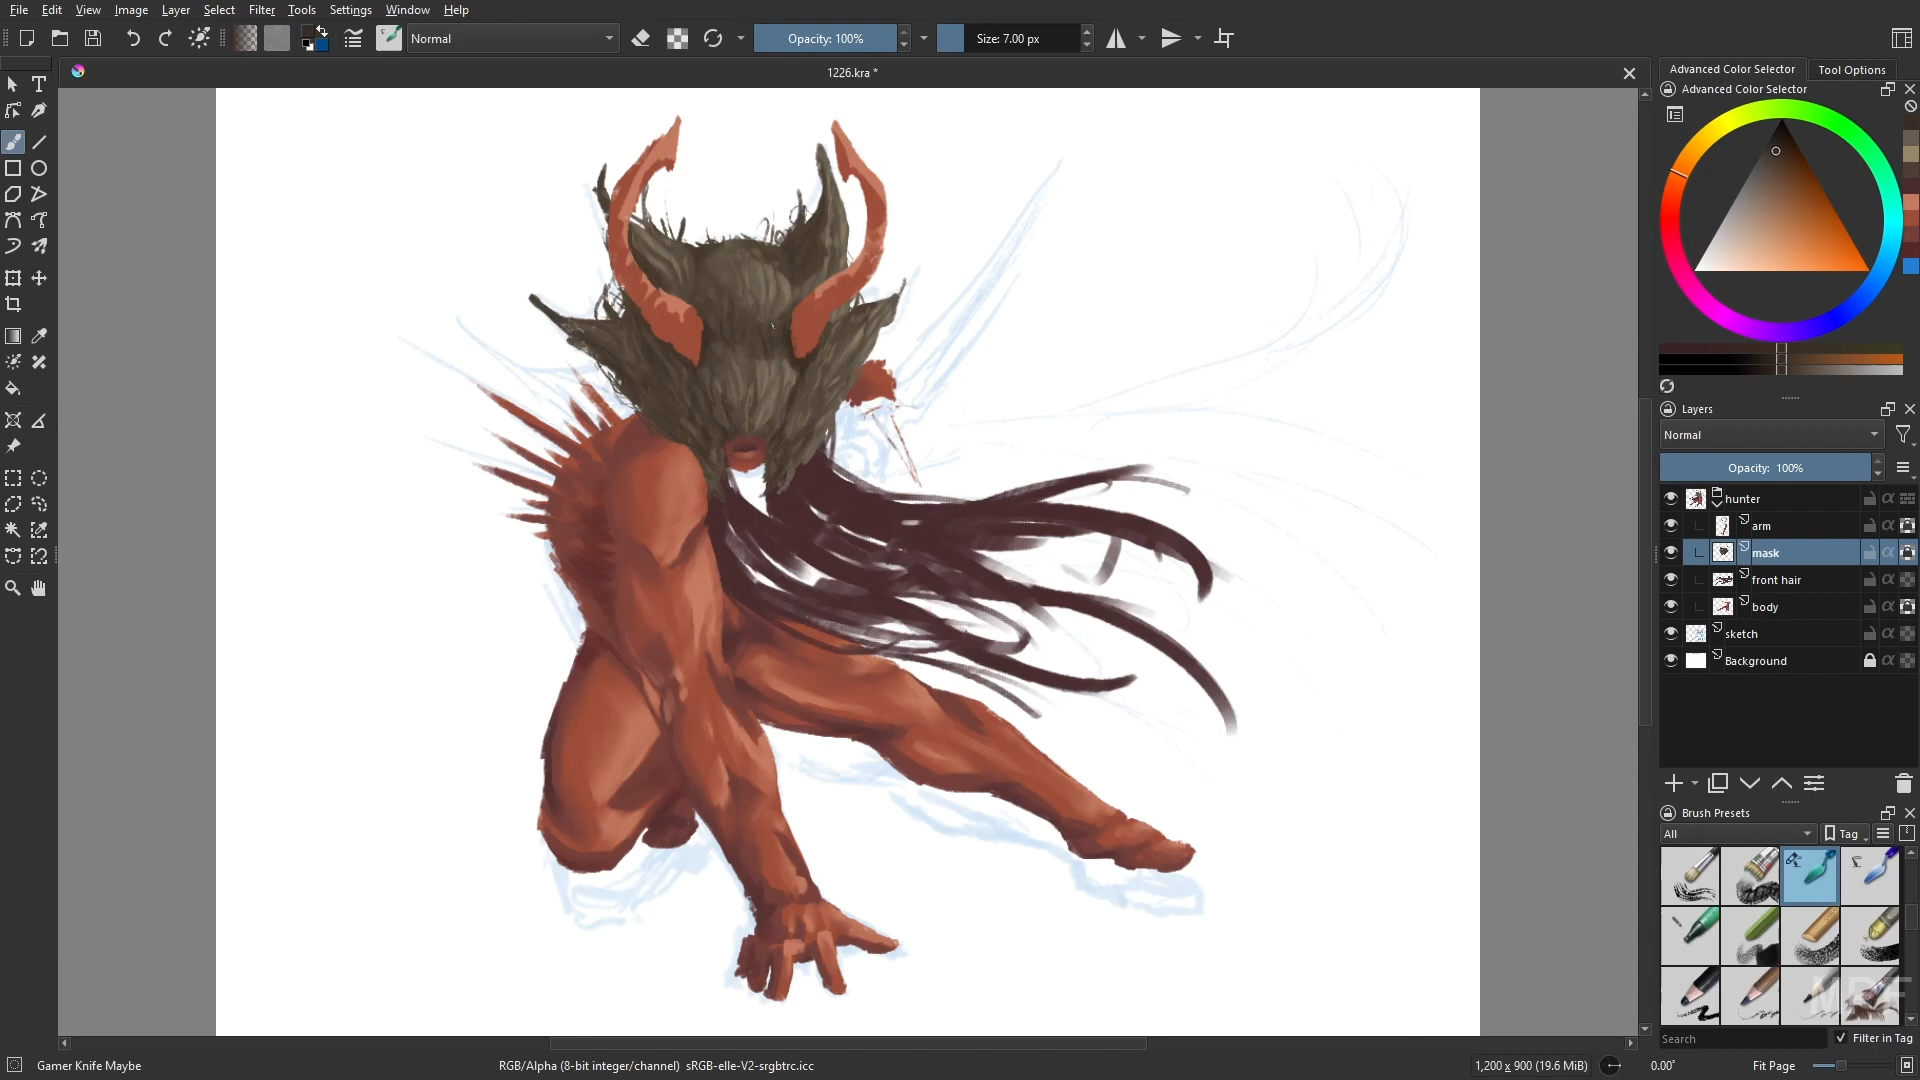 File Edit View Image Layer Select Filter Tools Settings Window Help
Normal
Opacity: 100%
Size: 7.00 px
1226.kra *
Advanced Color Selector
Tool Options
Advanced Color Selector
Layers
Normal
Opacity: 100%
hunter
arm
mask
front hair
body
sketch
Background
Brush Presets
All
Tag
Search
Filter in Tag
Gamer Knife Maybe
RGB/Alpha (8-bit integer/channel) sRGB-elle-V2-srgbtrc.icc
1,200 x 900 (19.6 MiB)
0.00°
Fit Page